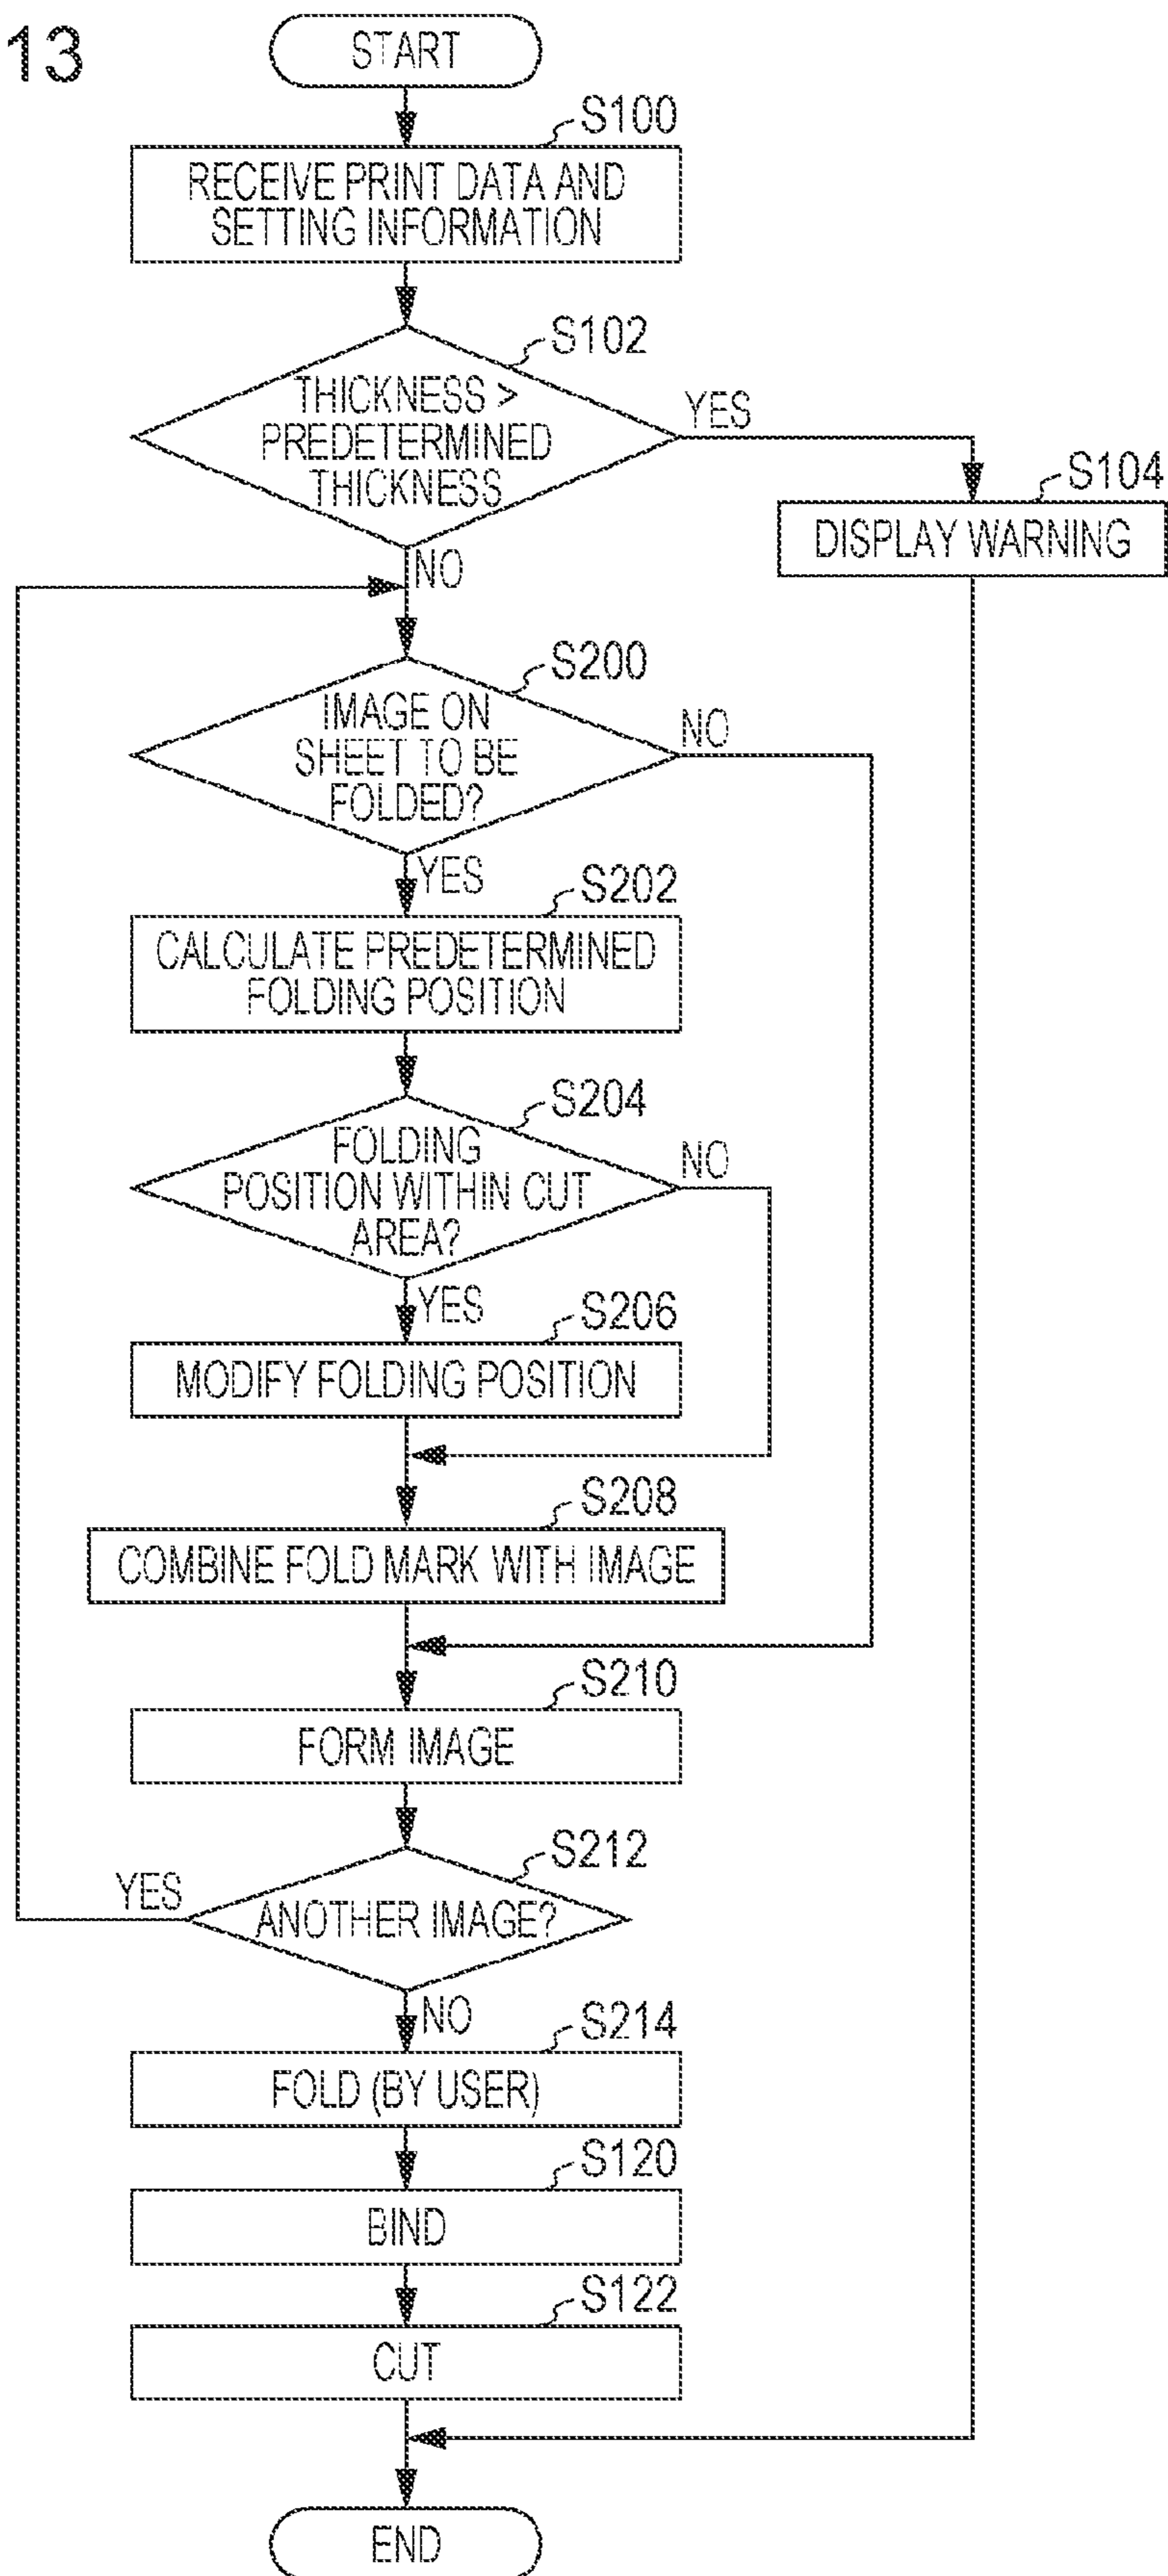 13
START
S100
RECEIVE PRINT DATA AND
SETTING INFORMATION
S102
THICKNESS >
PREDETERMINED
THICKNESS
YES
S104
DISPLAY WARNING
NO
S200
IMAGE ON
SHEET TO BE
FOLDED?
NO
YES
S202
CALCULATE PREDETERMINED
FOLDING POSITION
S204
FOLDING
POSITION WITHIN CUT
AREA?
NO
YES
S206
MODIFY FOLDING POSITION
S208
COMBINE FOLD MARK WITH IMAGE
S210
FORM IMAGE
S212
YES
ANOTHER IMAGE?
NO
S214
FOLD (BY USER)
S120
BIND
S122
CUT
END